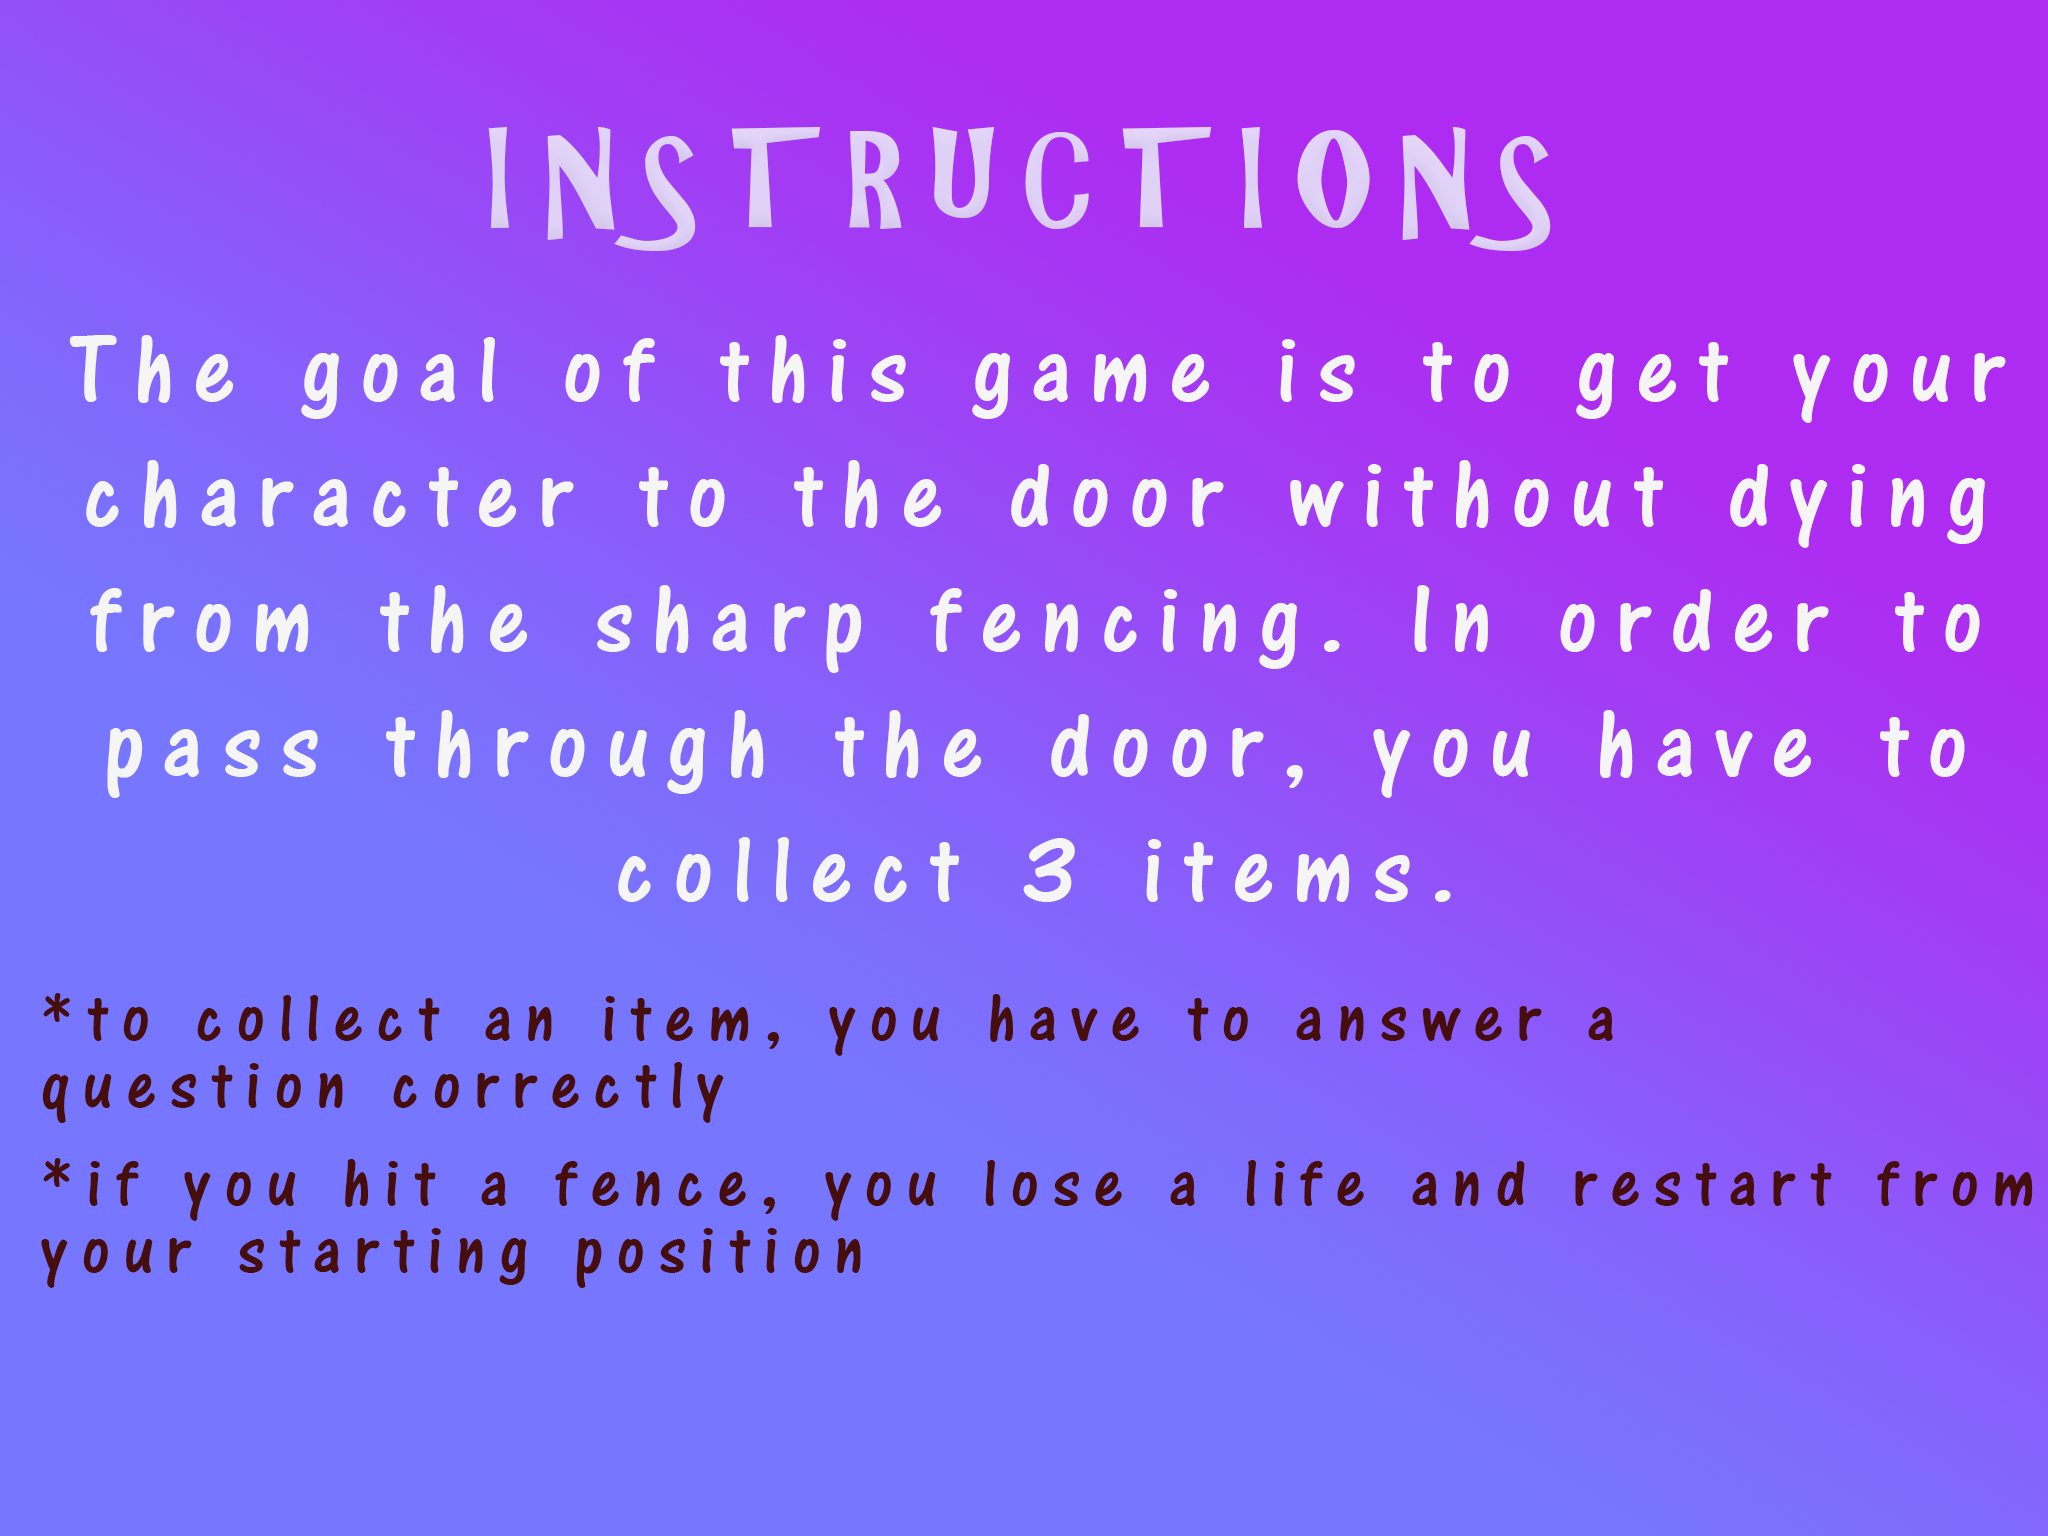 INSTRUCTIONS
The goal of this game is to get your
character to the door without dying
from the sharp fencing. In order to
pass through the door, you have to
collect 3 items.
*to collect an item, you have to answer a
question correctly
*if you hit a fence, you lose a life and restart from
your starting position